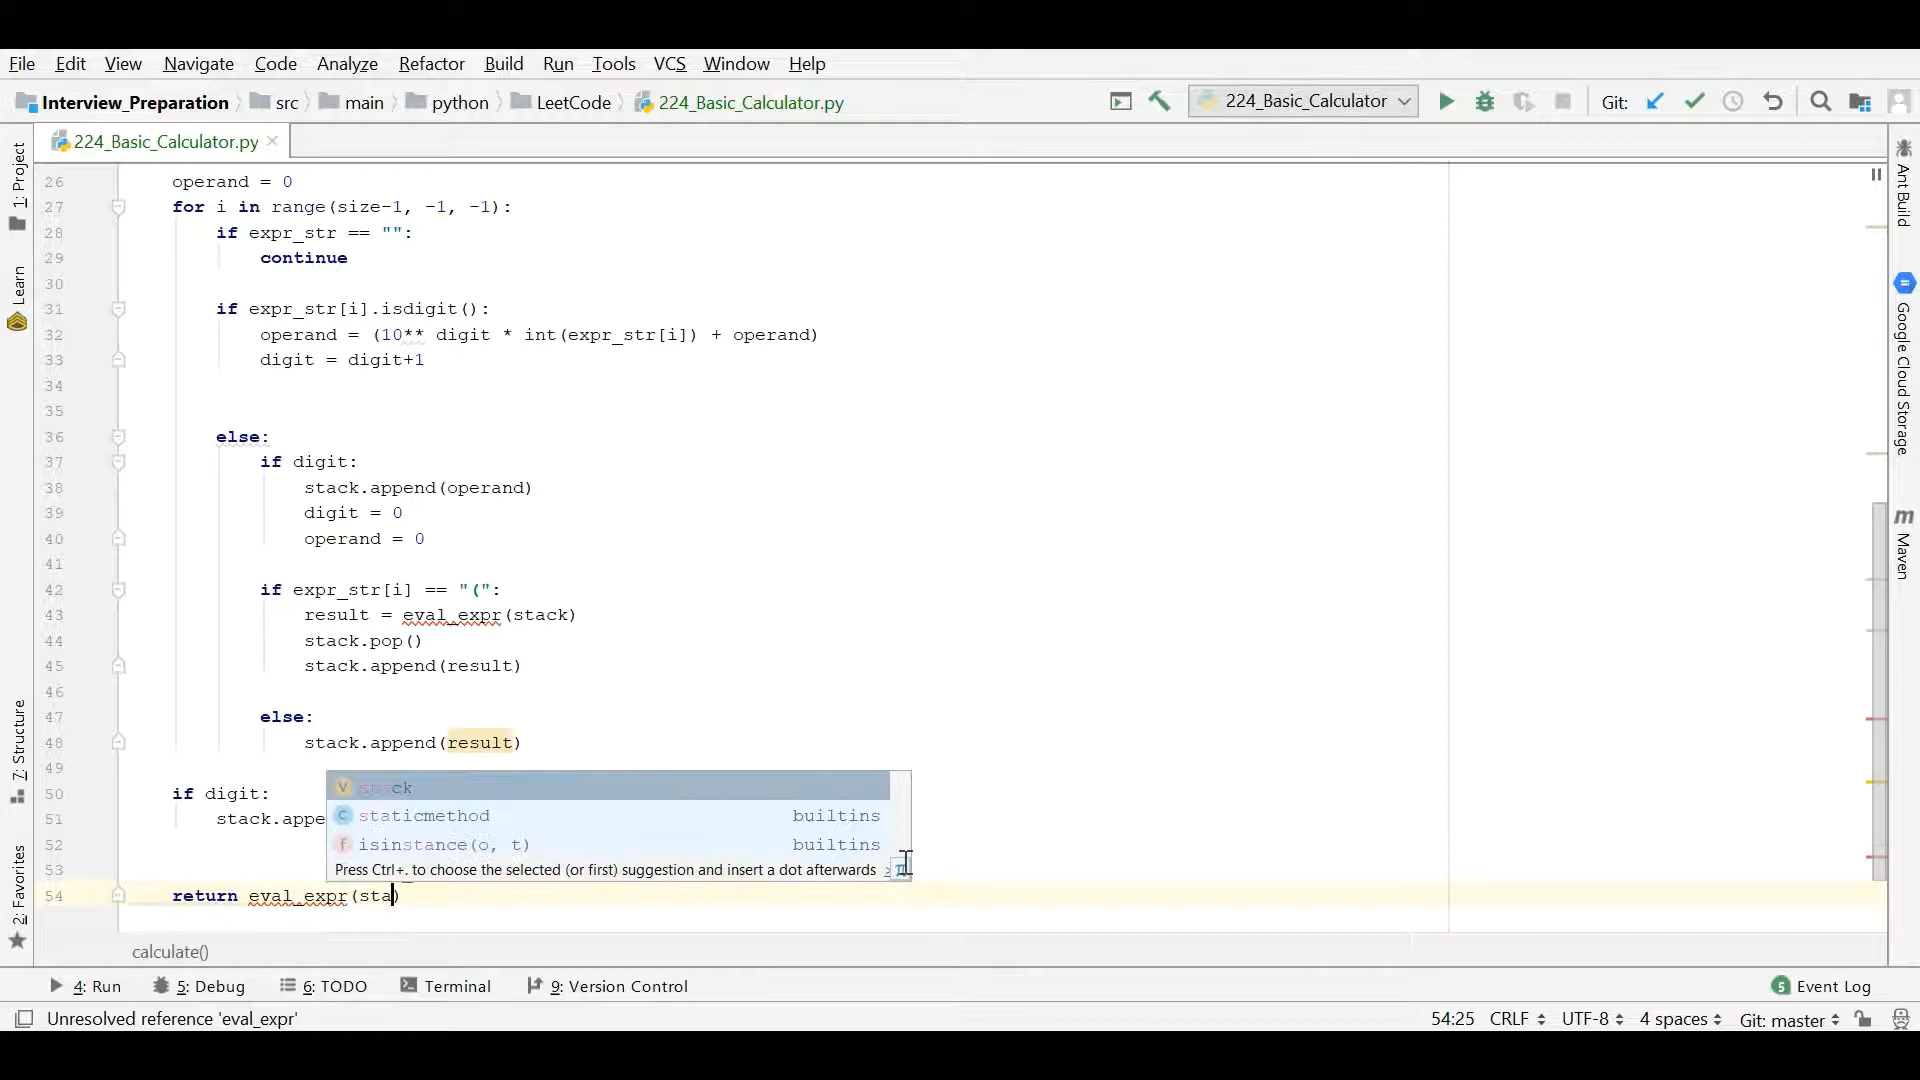 File Edit View Navigate Code Analyze Refactor Build Run Tools VCS Window Help
Interview_Preparation src main python LeetCode 224_Basic_Calculator.py 224_Basic_Calculator Git:
224_Basic_Calculator.py
1: Project
Learn
7: Structure
2: Favorites
26 operand = 0
27 for i in range(size-1, -1, -1):
28 if expr_str == "":
29 continue
30
31 if expr_str[i].isdigit():
32 operand = (10** digit * int(expr_str[i]) + operand)
33 digit = digit+1
34
35
36 else:
37 if digit:
38 stack.append(operand)
39 digit = 0
40 operand = 0
41
42 if expr_str[i] == "(":
43 result = eval_expr(stack)
44 stack.pop()
45 stack.append(result)
46
47 else:
48 stack.append(result)
49
50 if digit:
51 stack.appe
52
53
54 return eval_expr(sta)
stack
staticmethod builtins
isinstance(o, t) builtins
Press Ctrl+. to choose the selected (or first) suggestion and insert a dot afterwards >> π
Ant Build
Google Cloud Storage
m Maven
calculate()
4: Run 5: Debug 6: TODO Terminal 9: Version Control 5 Event Log
Unresolved reference 'eval_expr' 54:25 CRLF UTF-8 4 spaces Git: master